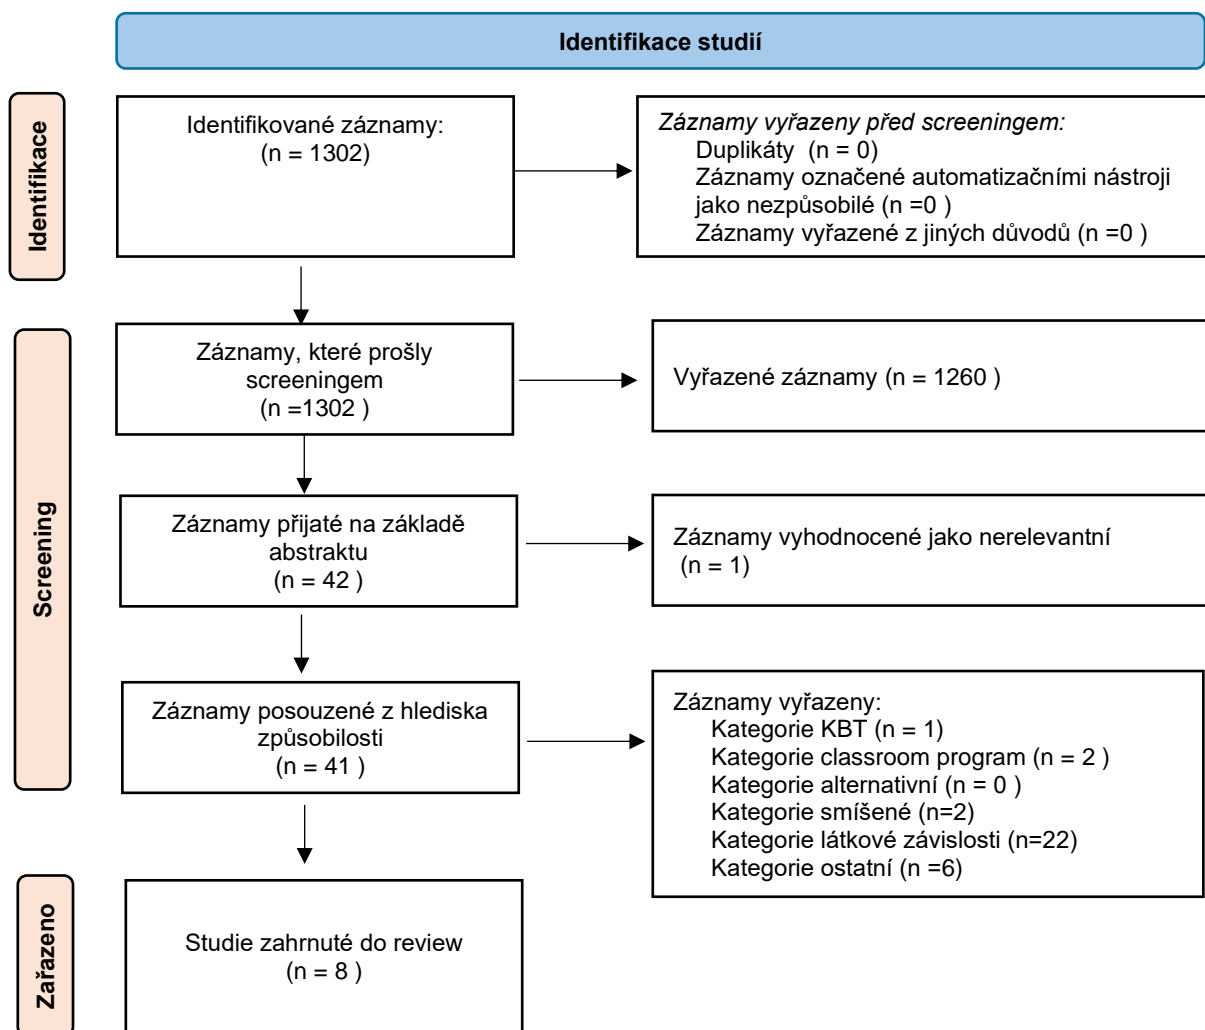 Identifikace studií
Identifikace
Identifikované záznamy:
(n = 1302)
Záznamy vyřazeny před screeningem:
Duplikáty (n = 0)
Záznamy označené automatizačními nástroji
jako nezpůsobilé (n =0 )
Záznamy vyřazené z jiných důvodů (n =0 )
Screening
Záznamy, které prošly
screeningem
(n =1302 )
Vyřazené záznamy (n = 1260 )
Záznamy přijaté na základě
abstraktu
(n = 42 )
Záznamy vyhodnocené jako nerelevantní
(n = 1)
Záznamy posouzené z hlediska
způsobilosti
(n = 41 )
Záznamy vyřazeny:
Kategorie KBT (n = 1)
Kategorie classroom program (n = 2 )
Kategorie alternativní (n = 0 )
Kategorie smíšené (n=2)
Kategorie látkové závislosti (n=22)
Kategorie ostatní (n =6)
Zařazeno
Studie zahrnuté do review
(n = 8 )